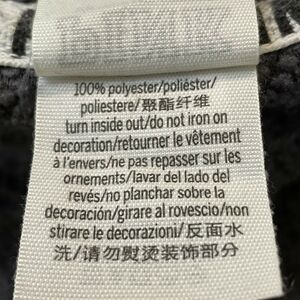 100% polyester/poliéster/
poliestere/聚酯纤维
turn inside out/do not iron on
decoration/retourner le vêtement
à l'envers/ne pas repasser sur les
ornements/lavar del lado del
revés/no planchar sobre la
decoración/girare al rovescio/non
stirare le decorazioni/反面水
洗/请勿熨烫装饰部分